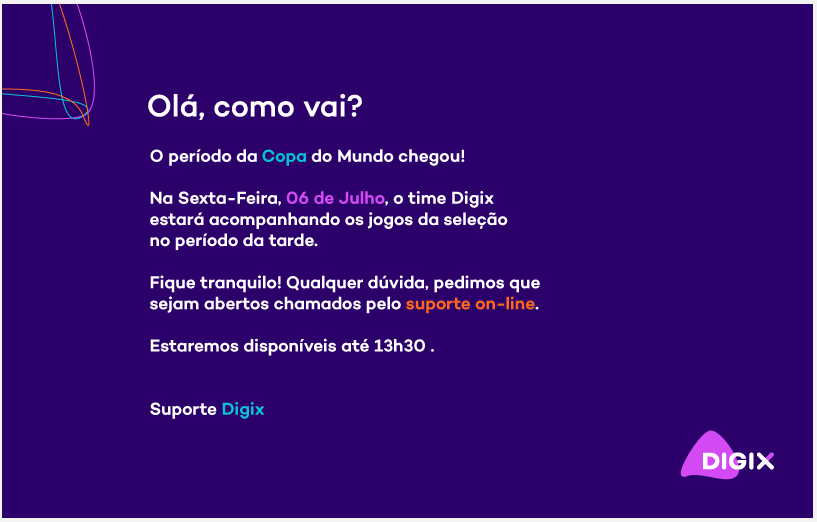 Olá, como vai?
O período da Copa do Mundo chegou!
Na Sexta-Feira, 06 de Julho, o time Digix
estará acompanhando os jogos da seleção
no período da tarde.
Fique tranquilo! Qualquer dúvida, pedimos que
sejam abertos chamados pelo suporte on-line.
Estaremos disponíveis até 13h30 .
Suporte Digix
DIGIX